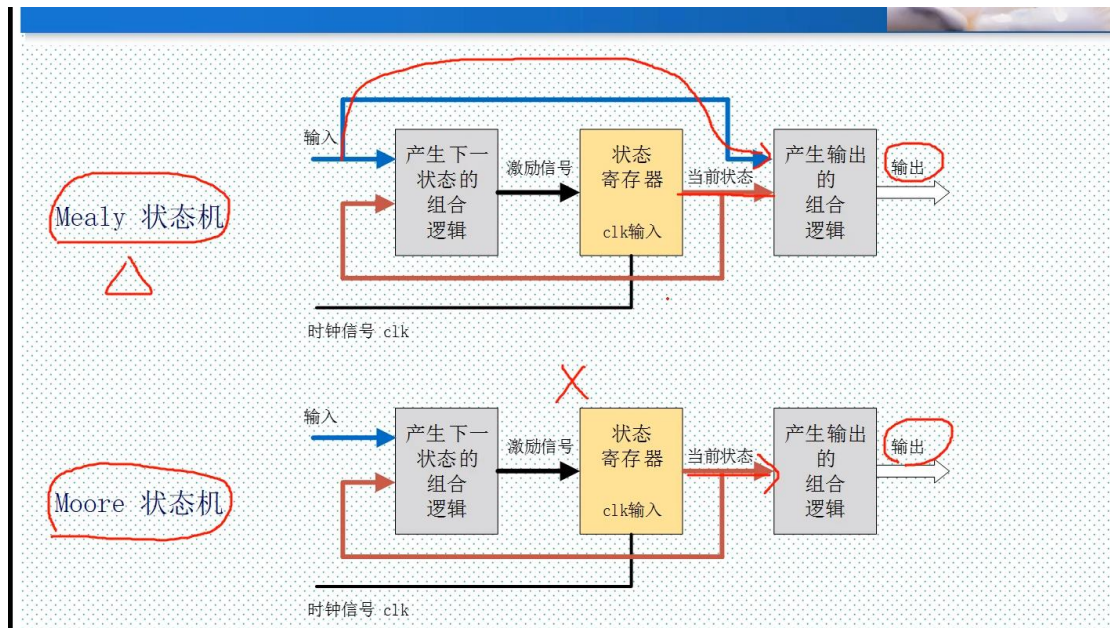 输入
产生下一
状态的
组合
逻辑
激励信号
状态
寄存器
clk输入
当前状态
产生输出
的
组合
逻辑
输出
Mealy 状态机
时钟信号 clk
输入
产生下一
状态的
组合
逻辑
激励信号
状态
寄存器
clk输入
当前状态
产生输出
的
组合
逻辑
输出
Moore 状态机
时钟信号 clk